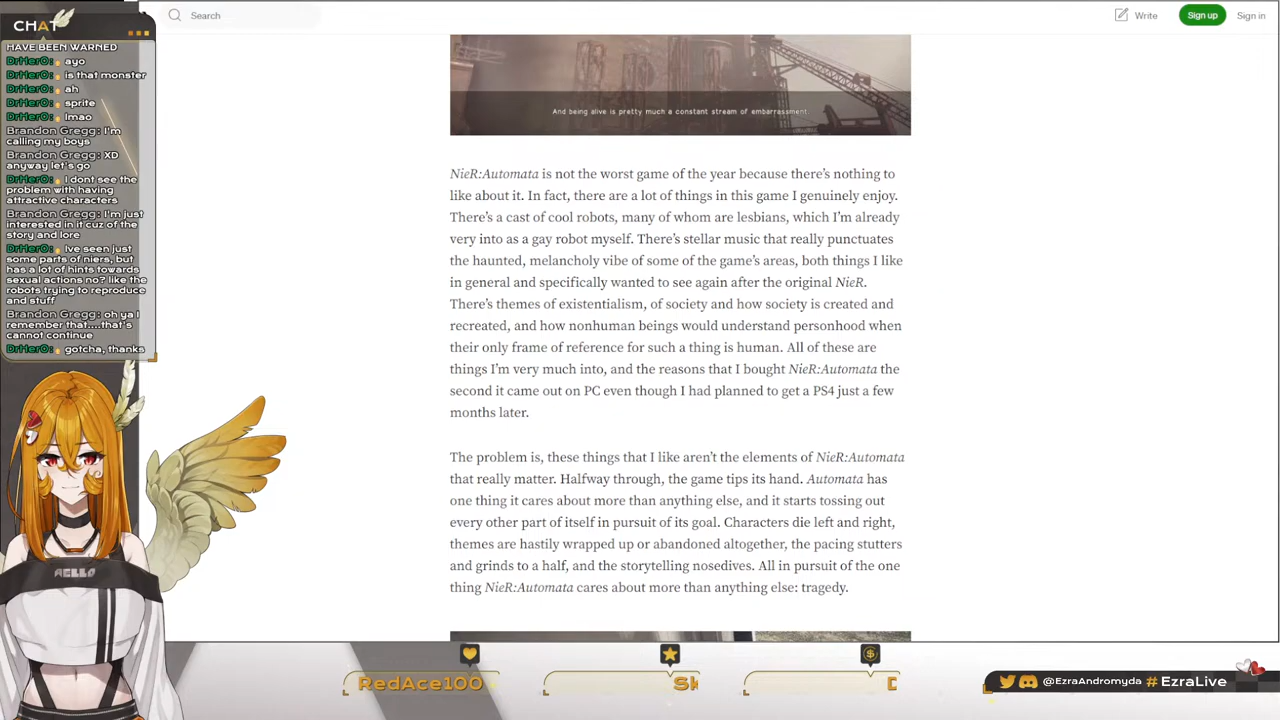 CHAT
HAVE BEEN WARNED
DrHer0: ayo
DrHer0: is that monster
DrHer0: ah
DrHer0: sprite
DrHer0: lmao
Brandon Gregg: I'm
calling my boys
Brandon Gregg: XD
anyway let's go
DrHer0: I dont see the
problem with having
attractive characters
Brandon Gregg: I'm just
interested in it cuz of the
story and lore
DrHer0: Ive seen just
some parts of niers, but
has a lot of hints towards
sexual actions no? like the
robots trying to reproduce
and stuff
Brandon Gregg: oh ya I
remember that....that's
cannot continue
DrHer0: gotcha, thanks
Search
Write
Sign up
Sign in
And being alive is pretty much a constant stream of embarrassment.
NieR:Automata is not the worst game of the year because there's nothing to
like about it. In fact, there are a lot of things in this game I genuinely enjoy.
There's a cast of cool robots, many of whom are lesbians, which I'm already
very into as a gay robot myself. There's stellar music that really punctuates
the haunted, melancholy vibe of some of the game's areas, both things I like
in general and specifically wanted to see again after the original NieR.
There's themes of existentialism, of society and how society is created and
recreated, and how nonhuman beings would understand personhood when
their only frame of reference for such a thing is human. All of these are
things I'm very much into, and the reasons that I bought NieR:Automata the
second it came out on PC even though I had planned to get a PS4 just a few
months later.
The problem is, these things that I like aren't the elements of NieR:Automata
that really matter. Halfway through, the game tips its hand. Automata has
one thing it cares about more than anything else, and it starts tossing out
every other part of itself in pursuit of its goal. Characters die left and right,
themes are hastily wrapped up or abandoned altogether, the pacing stutters
and grinds to a half, and the storytelling nosedives. All in pursuit of the one
thing NieR:Automata cares about more than anything else: tragedy.
RedAce100
Sk
@EzraAndromyda # EzraLive